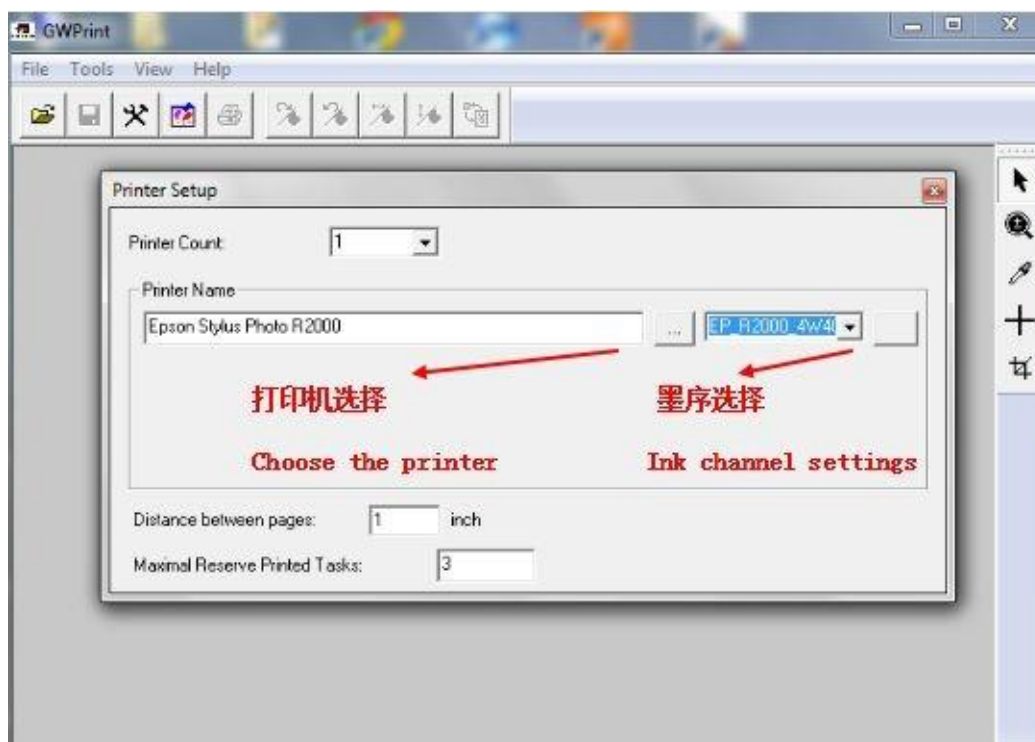 GWPrint
File Tools View Help
Printer Setup
Printer Count:
1
Printer Name
Epson Stylus Photo R2000
...
打印机选择
墨序选择
Choose the printer
Ink channel settings
Distance between pages:
1
inch
Maximal Reserve Printed Tasks:
3